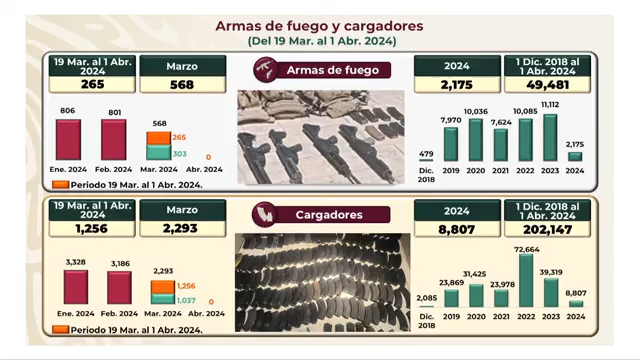 Armas de fuego y cargadores
(Del 19 Mar. al 1 Abr. 2024)
19 Mar. al 1 Abr.
2024
265
Marzo
568
Armas de fuego
2024
2,175
1 Dic. 2018 al
1 Abr. 2024
49,481
806
801
568
265
303
0
Ene. 2024
Feb. 2024
Mar. 2024
Abr. 2024
Periodo 19 Mar. al 1 Abr. 2024.
479
7,970
10,036
7,624
10,085
11,112
2,175
Dic.
2018
2019
2020
2021
2022
2023
2024
19 Mar. al 1 Abr.
2024
1,256
Marzo
2,293
Cargadores
2024
8,807
1 Dic. 2018 al
1 Abr. 2024
202,147
3,328
3,186
2,293
1,256
1,037
0
Ene. 2024
Feb. 2024
Mar. 2024
Abr. 2024
Periodo 19 Mar. al 1 Abr. 2024.
2,085
23,869
31,425
23,978
72,664
39,319
8,807
Dic.
2018
2019
2020
2021
2022
2023
2024